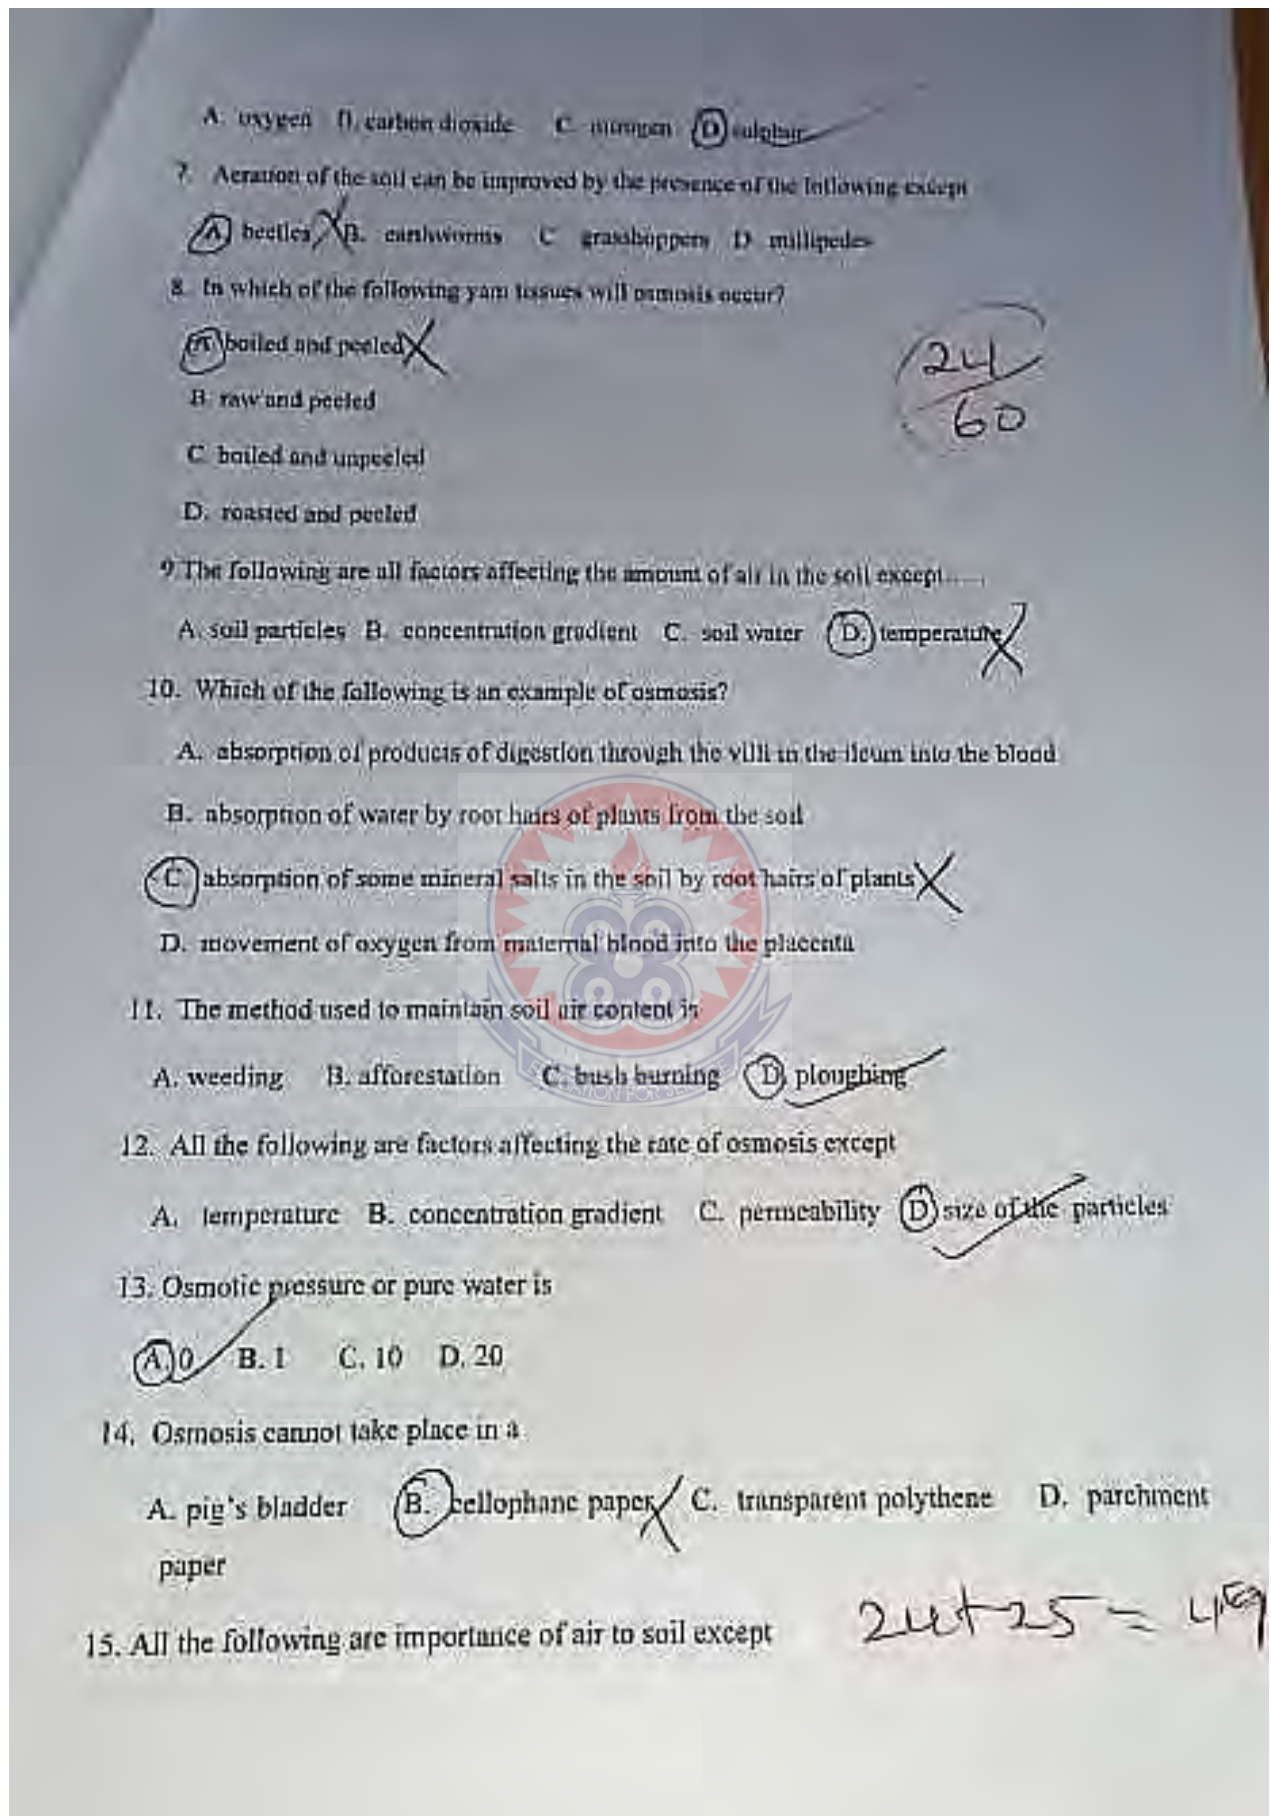 A. oxygen B. carbon dioxide C. nitrogen D sulphur
7. Aeration of the soil can be improved by the presence of the following except
A beetles B. earthworms C grasshoppers D millipedes
8. In which of the following yam tissues will osmosis occur?
A boiled and peeled
B. raw and peeled
24
60
C. boiled and unpeeled
D. roasted and peeled
9 The following are all factors affecting the amount of air in the soil except......
A. soil particles B. concentration gradient C. soil water D. temperature
10. Which of the following is an example of osmosis?
A. absorption of products of digestion through the villi in the ileum into the blood
B. absorption of water by root hairs of plants from the soil
C. absorption of some mineral salts in the soil by root hairs of plants
D. movement of oxygen from maternal blood into the placenta
11. The method used to maintain soil air content is
A. weeding B. afforestation C. bush burning D. ploughing
EDUCATION FOR SERVICE
12. All the following are factors affecting the rate of osmosis except
A. temperature B. concentration gradient C. permeability D. size of the particles
13. Osmotic pressure or pure water is
A. 0 B. 1 C. 10 D. 20
14. Osmosis cannot take place in a
A. pig's bladder B. cellophane paper C. transparent polythene D. parchment
paper
15. All the following are importance of air to soil except
24+25=49